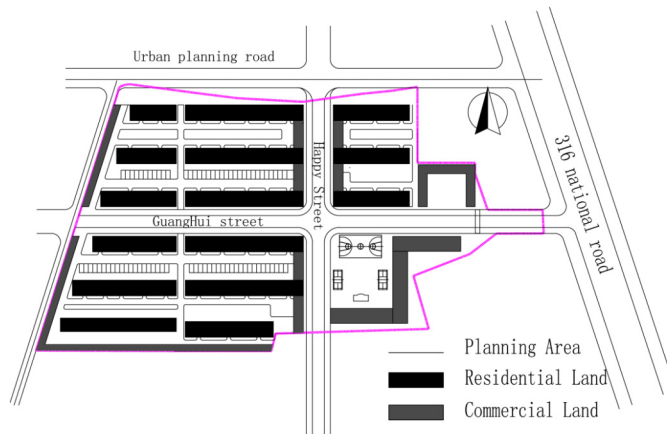 Urban planning road
Happy Street
316 national road
GuangHui street
Planning Area
Residential Land
Commercial Land